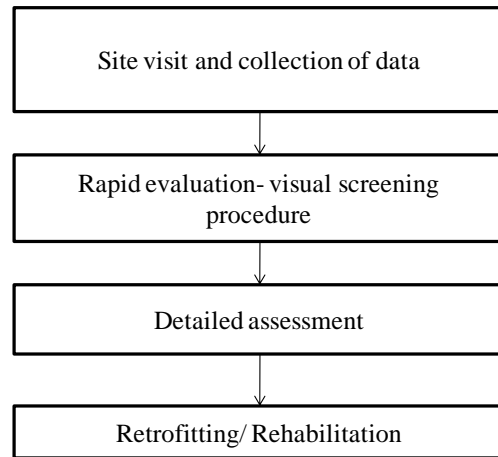 Site visit and collection of data
Rapid evaluation- visual screening
procedure
Detailed assessment
Retrofitting/ Rehabilitation